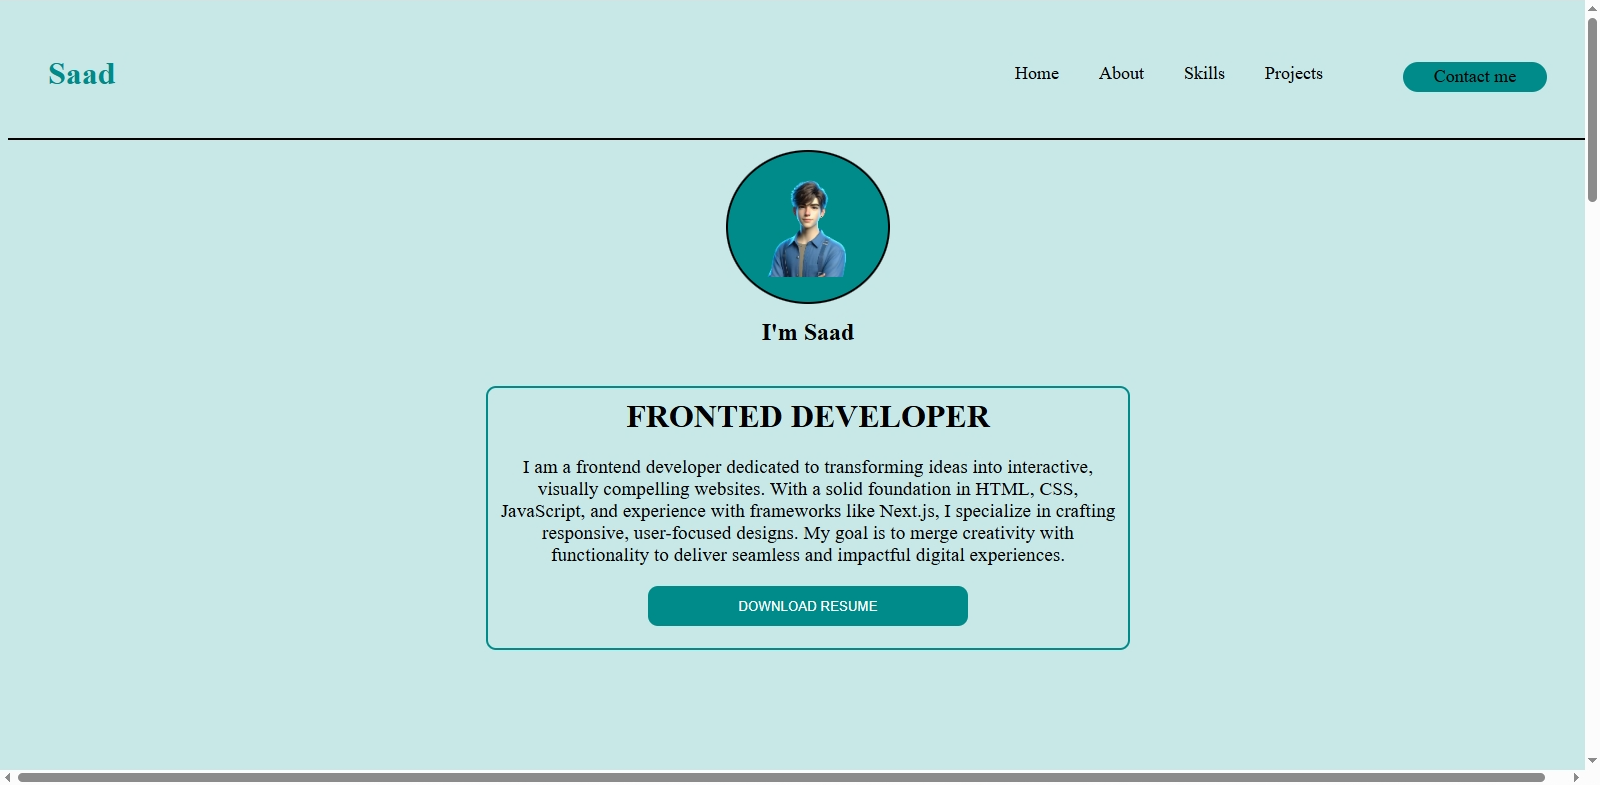 Saad
Home About Skills Projects Contact me
I'm Saad
FRONTED DEVELOPER
I am a frontend developer dedicated to transforming ideas into interactive,
visually compelling websites. With a solid foundation in HTML, CSS,
JavaScript, and experience with frameworks like Next.js, I specialize in crafting
responsive, user-focused designs. My goal is to merge creativity with
functionality to deliver seamless and impactful digital experiences.
DOWNLOAD RESUME